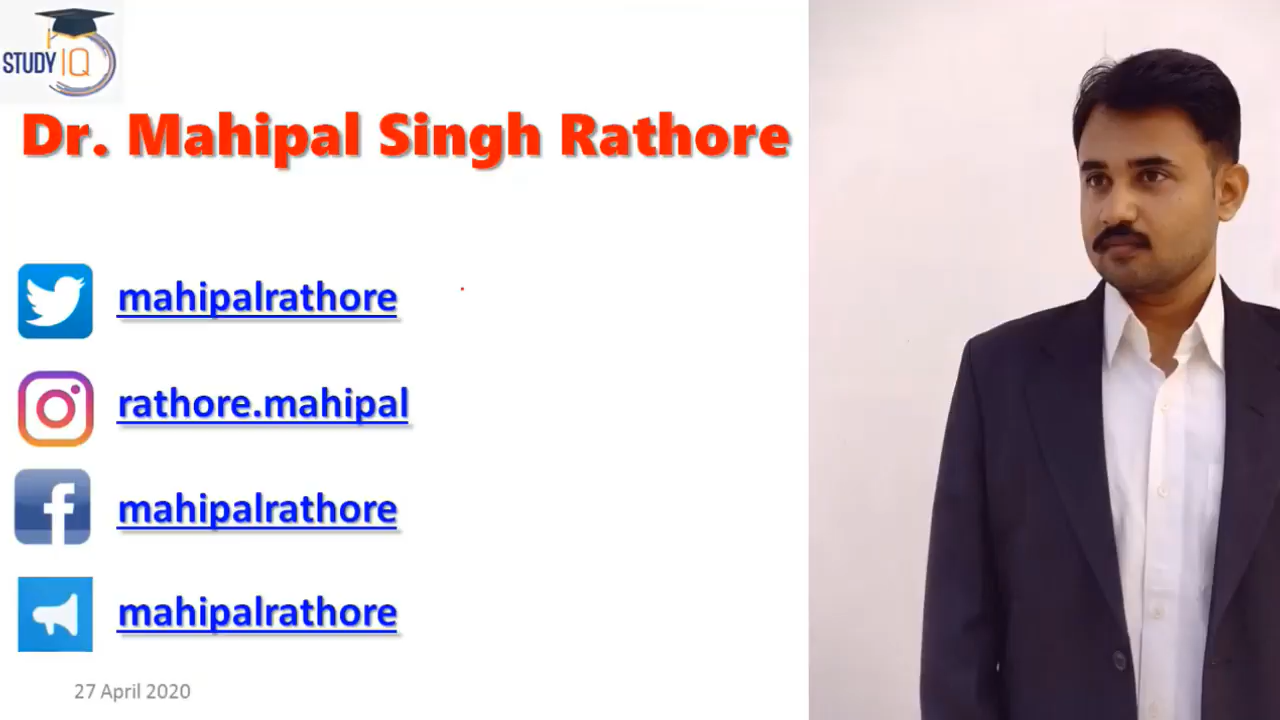 STUDY IQ
Dr. Mahipal Singh Rathore
mahipalrathore
rathore.mahipal
mahipalrathore
mahipalrathore
27 April 2020